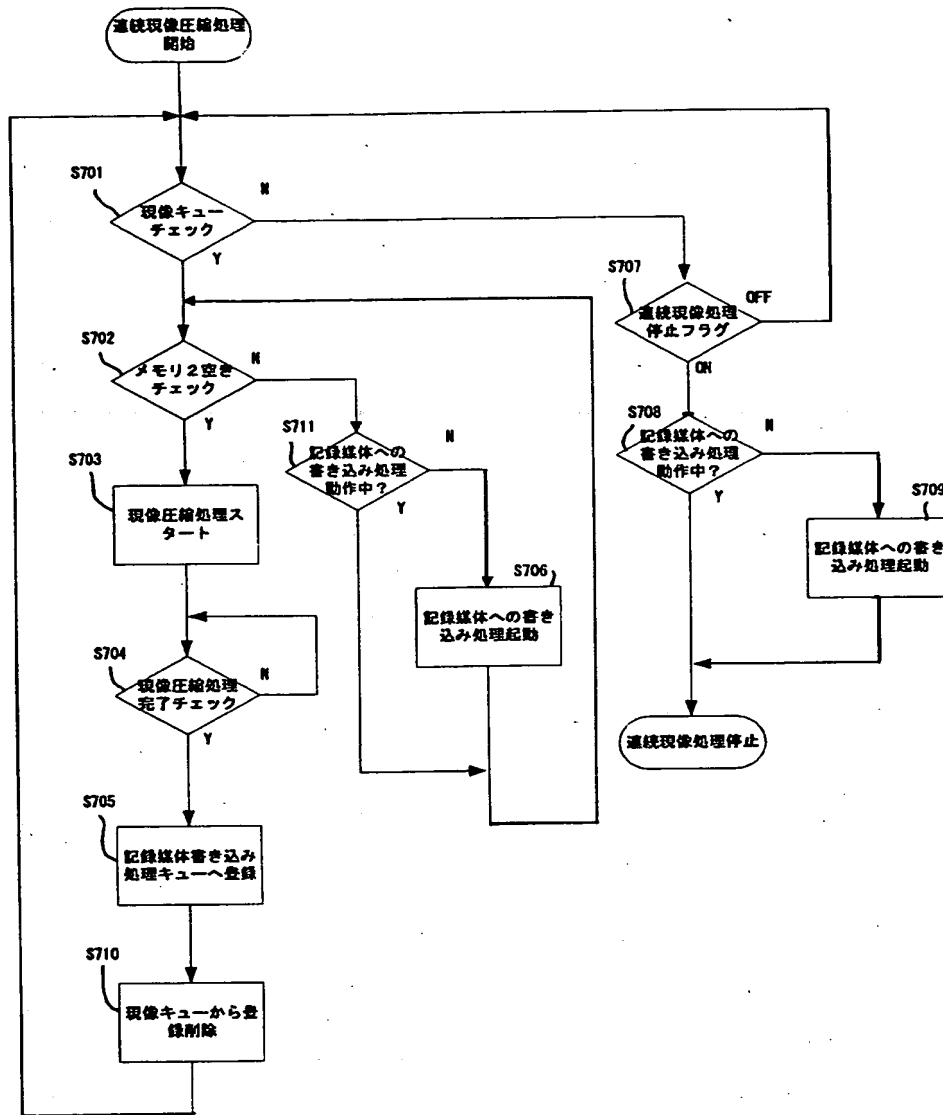 連続現像圧縮処理
開始
S701
N
現像キュー
チェック
Y
S707
連続現像処理
停止フラグ
OFF
ON
S702
N
メモリ2空き
チェック
Y
S711
記録媒体への
書き込み処理
動作中?
N
Y
S708
記録媒体への
書き込み処理
動作中?
N
Y
S703
現像圧縮処理ス
タート
S709
記録媒体への書き
込み処理起動
S706
記録媒体への書き
込み処理起動
S704
現像圧縮処理
完了チェック
N
Y
連続現像処理停止
S705
記録媒体書き込み
処理キューへ登録
S710
現像キューから登
録削除